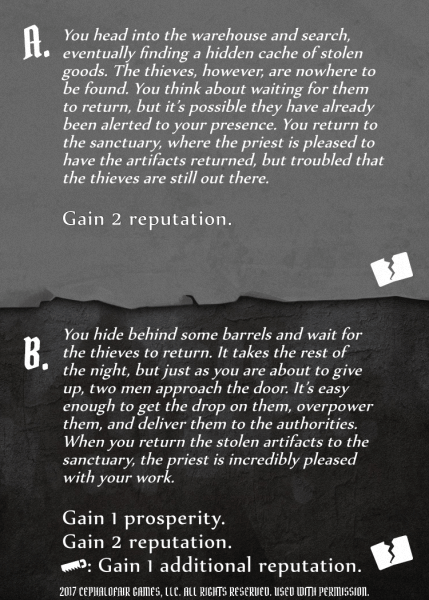 A.
You head into the warehouse and search,
eventually finding a hidden cache of stolen
goods. The thieves, however, are nowhere to
be found. You think about waiting for them
to return, but it's possible they have already
been alerted to your presence. You return to
the sanctuary, where the priest is pleased to
have the artifacts returned, but troubled that
the thieves are still out there.
Gain 2 reputation.
B.
You hide behind some barrels and wait for
the thieves to return. It takes the rest of
the night, but just as you are about to give
up, two men approach the door. It's easy
enough to get the drop on them, overpower
them, and deliver them to the authorities.
When you return the stolen artifacts to the
sanctuary, the priest is incredibly pleased
with your work.
Gain 1 prosperity.
Gain 2 reputation.
: Gain 1 additional reputation.
2017 CEPHALOFAIR GAMES, LLC. ALL RIGHTS RESERVED. USED WITH PERMISSION.